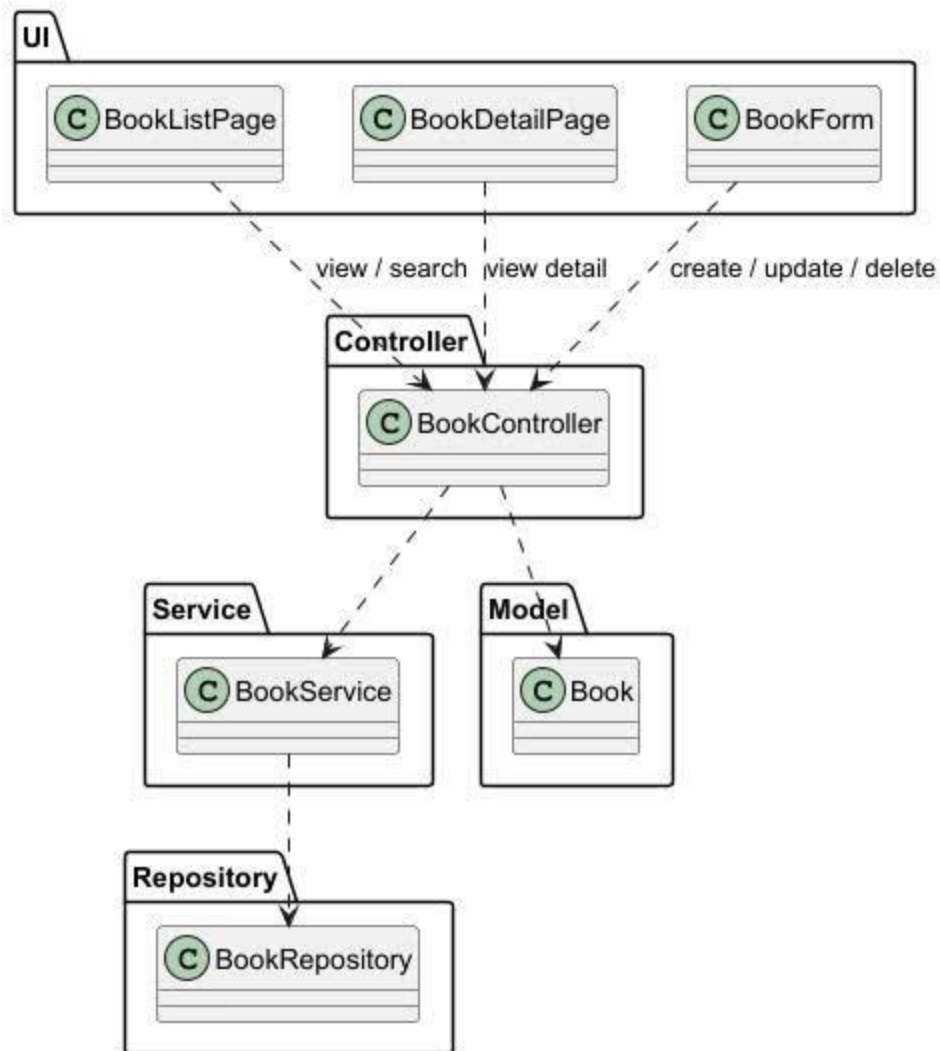 UI
C BookListPage
C BookDetailPage
C BookForm
view / search
view detail
create / update / delete
Controller
C BookController
Service
Model
C BookService
C Book
Repository
C BookRepository